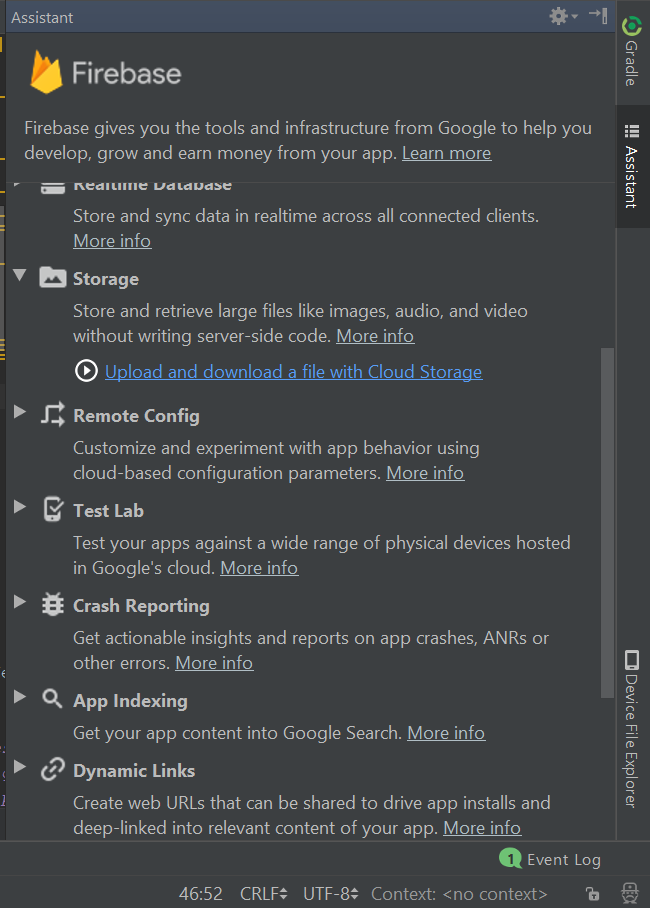 Assistant
Firebase
Firebase gives you the tools and infrastructure from Google to help you
develop, grow and earn money from your app. Learn more
Realtime Database
Store and sync data in realtime across all connected clients.
More info
Storage
Store and retrieve large files like images, audio, and video
without writing server-side code. More info
Upload and download a file with Cloud Storage
Remote Config
Customize and experiment with app behavior using
cloud-based configuration parameters. More info
Test Lab
Test your apps against a wide range of physical devices hosted
in Google's cloud. More info
Crash Reporting
Get actionable insights and reports on app crashes, ANRs or
other errors. More info
App Indexing
Get your app content into Google Search. More info
Dynamic Links
Create web URLs that can be shared to drive app installs and
deep-linked into relevant content of your app. More info
Gradle
Assistant
Device File Explorer
1 Event Log
46:52 CRLF UTF-8 Context: <no context>